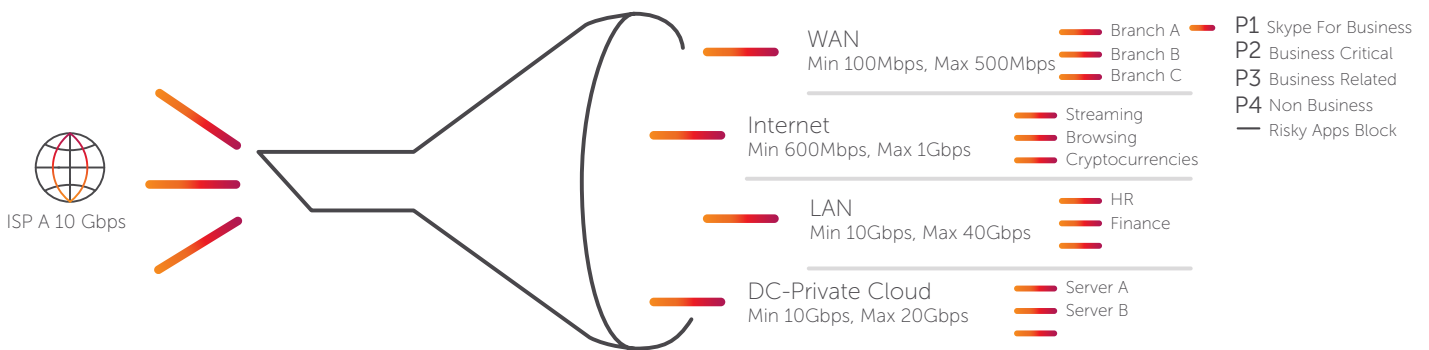 ISP A 10 Gbps
WAN
Min 100Mbps, Max 500Mbps
Branch A
Branch B
Branch C
P1 Skype For Business
P2 Business Critical
P3 Business Related
P4 Non Business
Risky Apps Block
Internet
Min 600Mbps, Max 1Gbps
Streaming
Browsing
Cryptocurrencies
LAN
Min 10Gbps, Max 40Gbps
HR
Finance
DC-Private Cloud
Min 10Gbps, Max 20Gbps
Server A
Server B